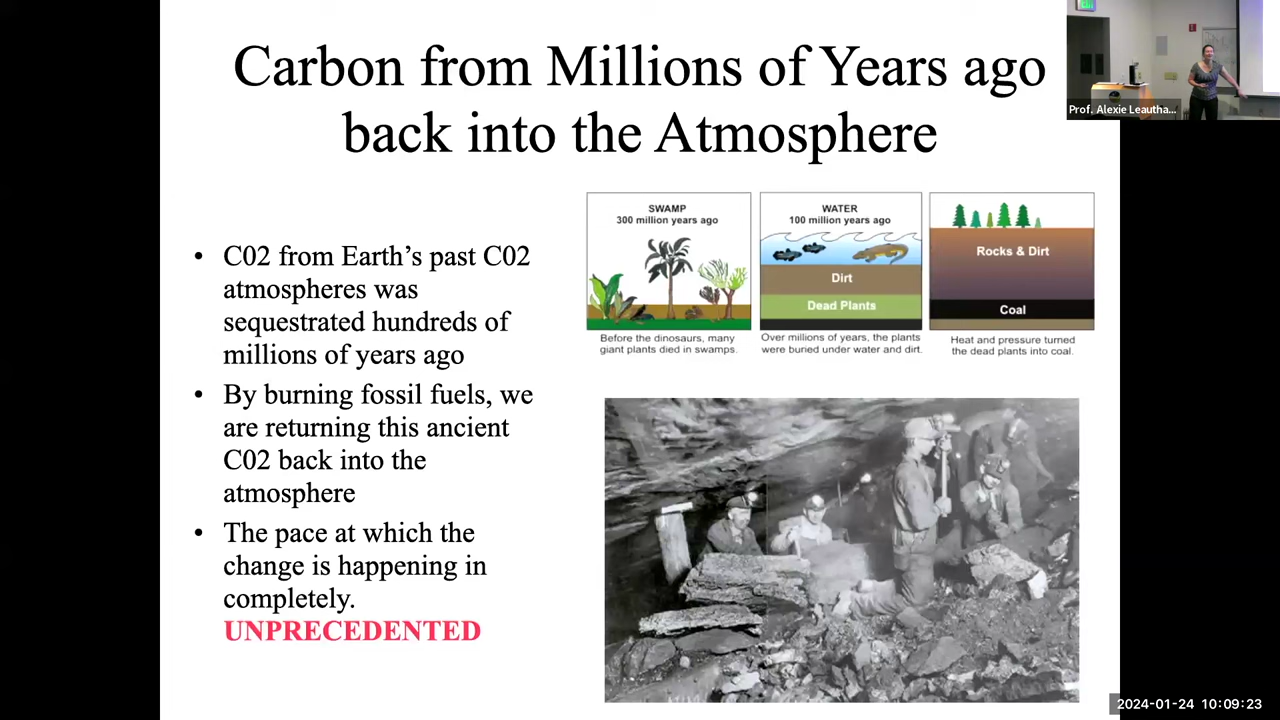 Carbon from Millions of Years ago
back into the Atmosphere
Prof. Alexie Leautha...
• C02 from Earth's past C02
atmospheres was
sequestrated hundreds of
millions of years ago
• By burning fossil fuels, we
are returning this ancient
C02 back into the
atmosphere
• The pace at which the
change is happening in
completely.
UNPRECEDENTED
SWAMP
300 million years ago
Before the dinosaurs, many
giant plants died in swamps.
WATER
100 million years ago
Dirt
Dead Plants
Over millions of years, the plants
were buried under water and dirt.
Rocks & Dirt
Coal
Heat and pressure turned
the dead plants into coal.
2024-01-24 10:09:23